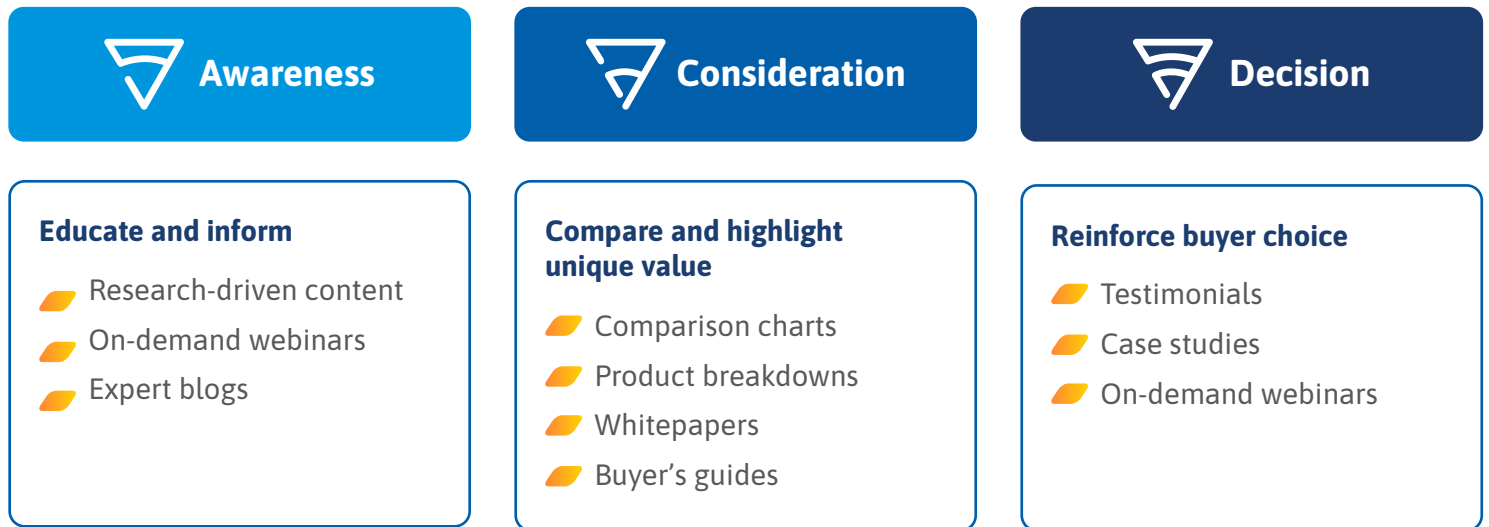 Awareness
Educate and inform
Research-driven content
On-demand webinars
Expert blogs
Consideration
Compare and highlight
unique value
Comparison charts
Product breakdowns
Whitepapers
Buyer’s guides
Decision
Reinforce buyer choice
Testimonials
Case studies
On-demand webinars